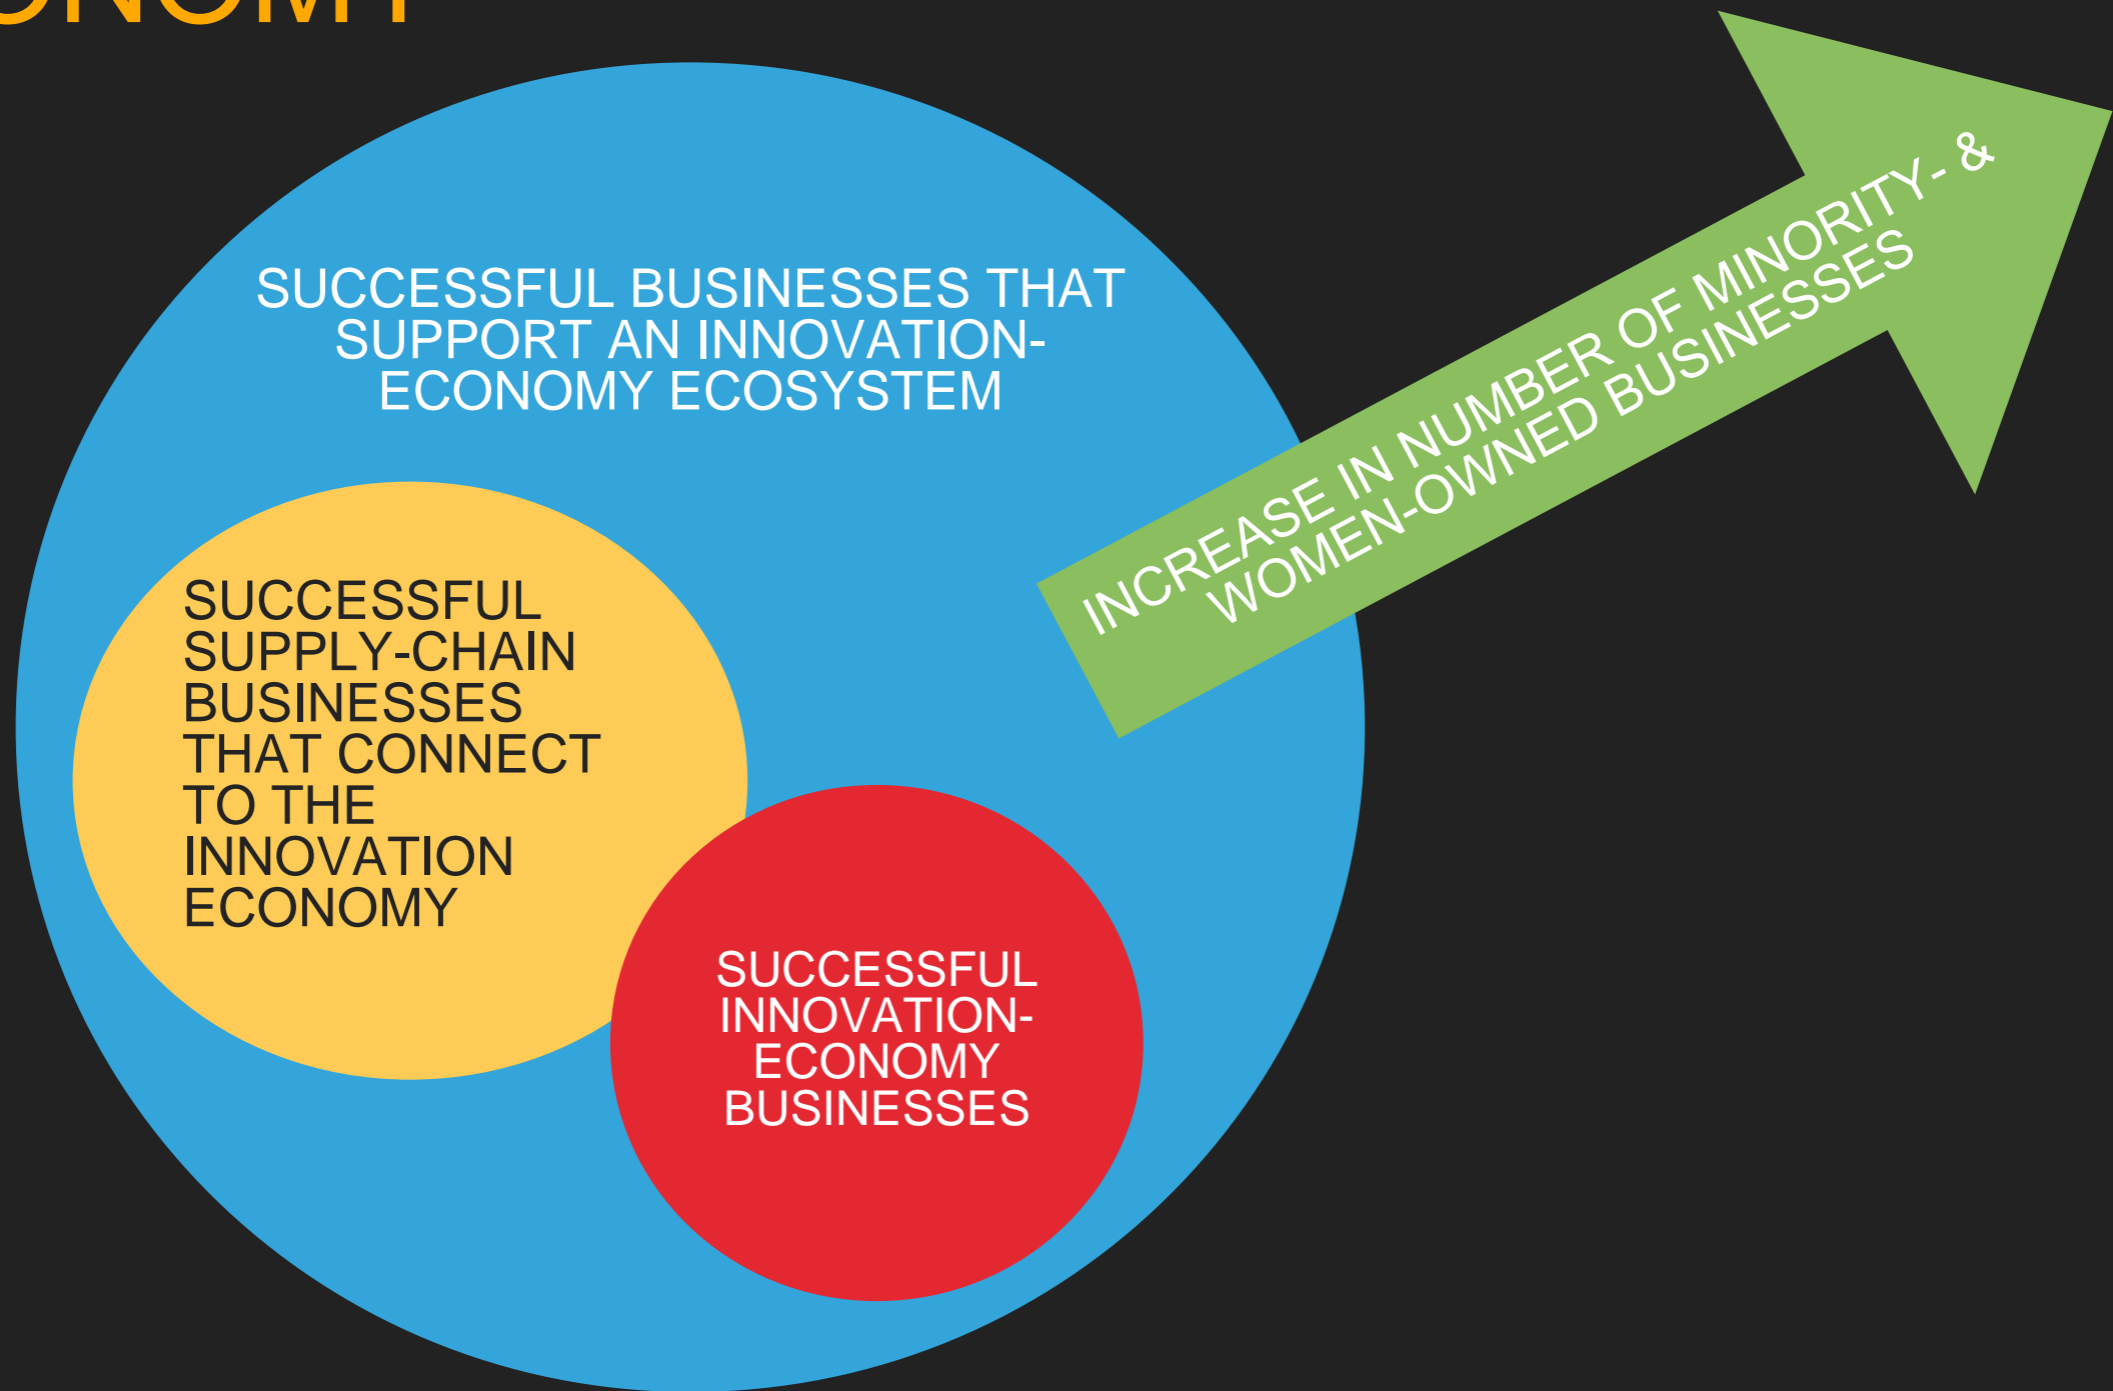 SUCCESSFUL BUSINESSES THAT
SUPPORT AN INNOVATION-
ECONOMY ECOSYSTEM
INCREASE IN NUMBER OF MINORITY- &
WOMEN-OWNED BUSINESSES
SUCCESSFUL
SUPPLY-CHAIN
BUSINESSES
THAT CONNECT
TO THE
INNOVATION
ECONOMY
SUCCESSFUL
INNOVATION-
ECONOMY
BUSINESSES